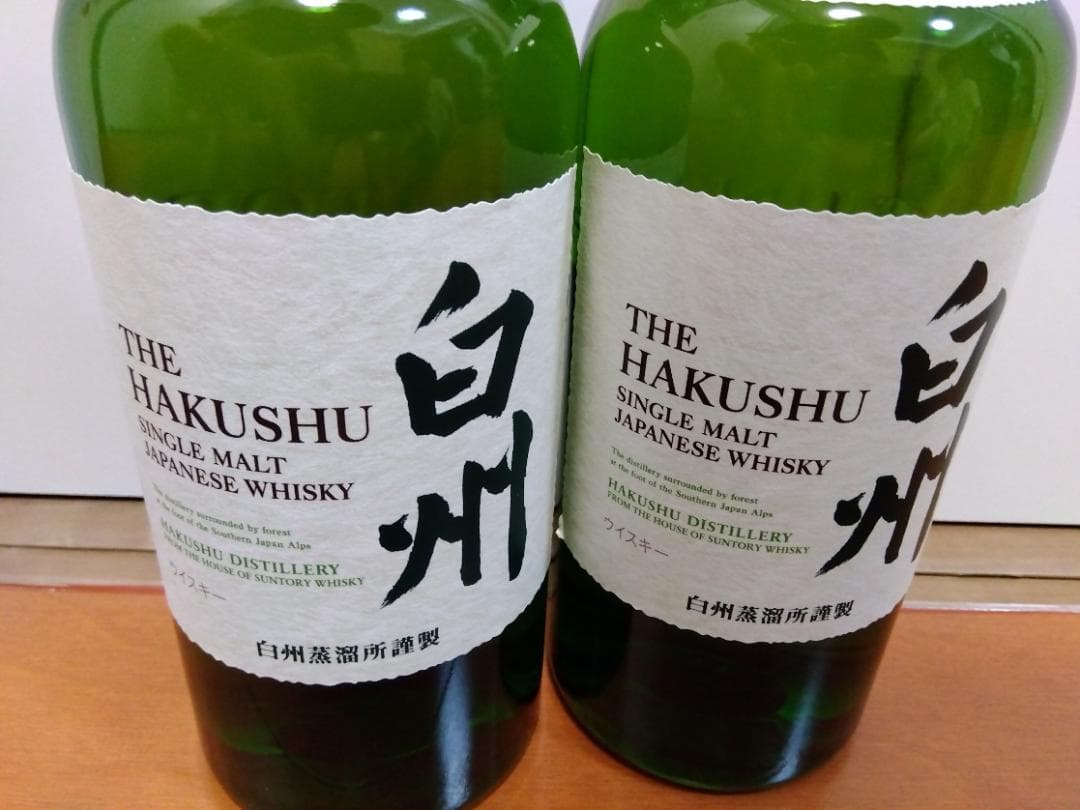 THE
HAKUSHU
SINGLE MALT
JAPANESE WHISKY
The distillery surrounded by forest
at the foot of the Southern Japan Alps
HAKUSHU DISTILLERY
FROM THE HOUSE OF SUNTORY WHISKY
ウイスキー
白州
白州蒸溜所謹製
THE
HAKUSHU
SINGLE MALT
JAPANESE WHISKY
The distillery surrounded by forest
at the foot of the Southern Japan Alps
HAKUSHU DISTILLERY
FROM THE HOUSE OF SUNTORY WHISKY
ウイスキー
白州
白州蒸溜所謹製